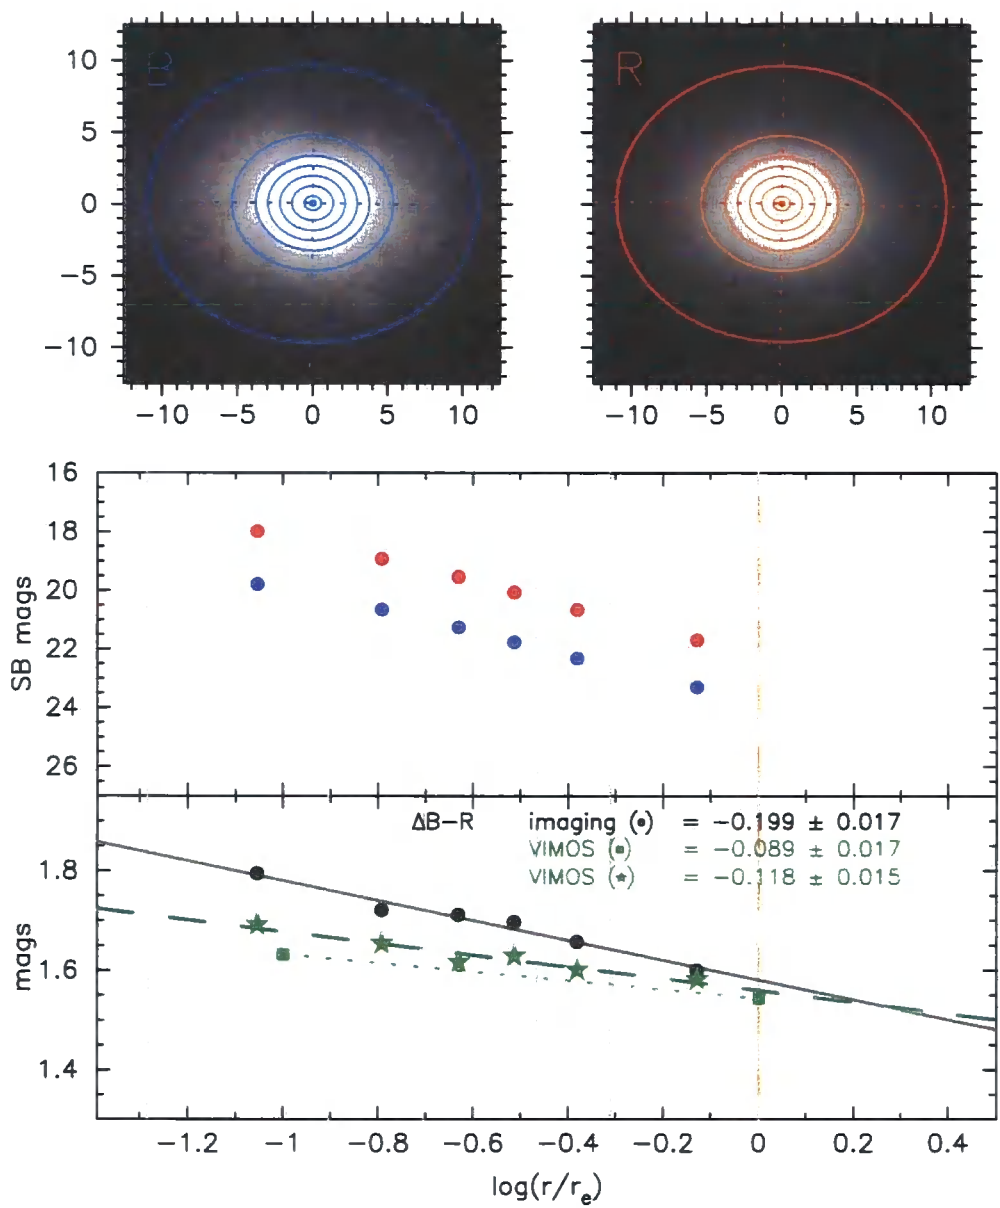 B
R
10
5
0
−5
−10
−10 −5 0 5 10
−10 −5 0 5 10
16
18
20
22
24
26
SB mags
ΔB−R imaging (•) = −0.199 ± 0.017
VIMOS (▪) = −0.089 ± 0.017
VIMOS (★) = −0.118 ± 0.015
1.8
1.6
1.4
mags
−1.2 −1 −0.8 −0.6 −0.4 −0.2 0 0.2 0.4
log(r/rₑ)